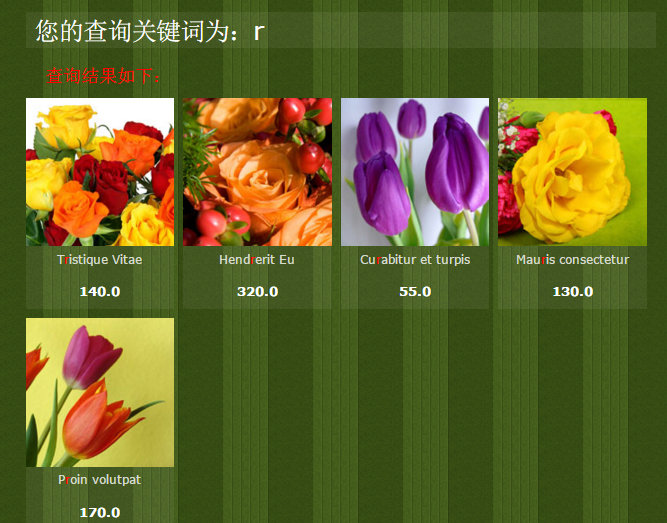 您的查询关键词为：r
查询结果如下：
Tristique Vitae
Hendrerit Eu
Curabitur et turpis
Mauris consectetur
140.0
320.0
55.0
130.0
Proin volutpat
170.0